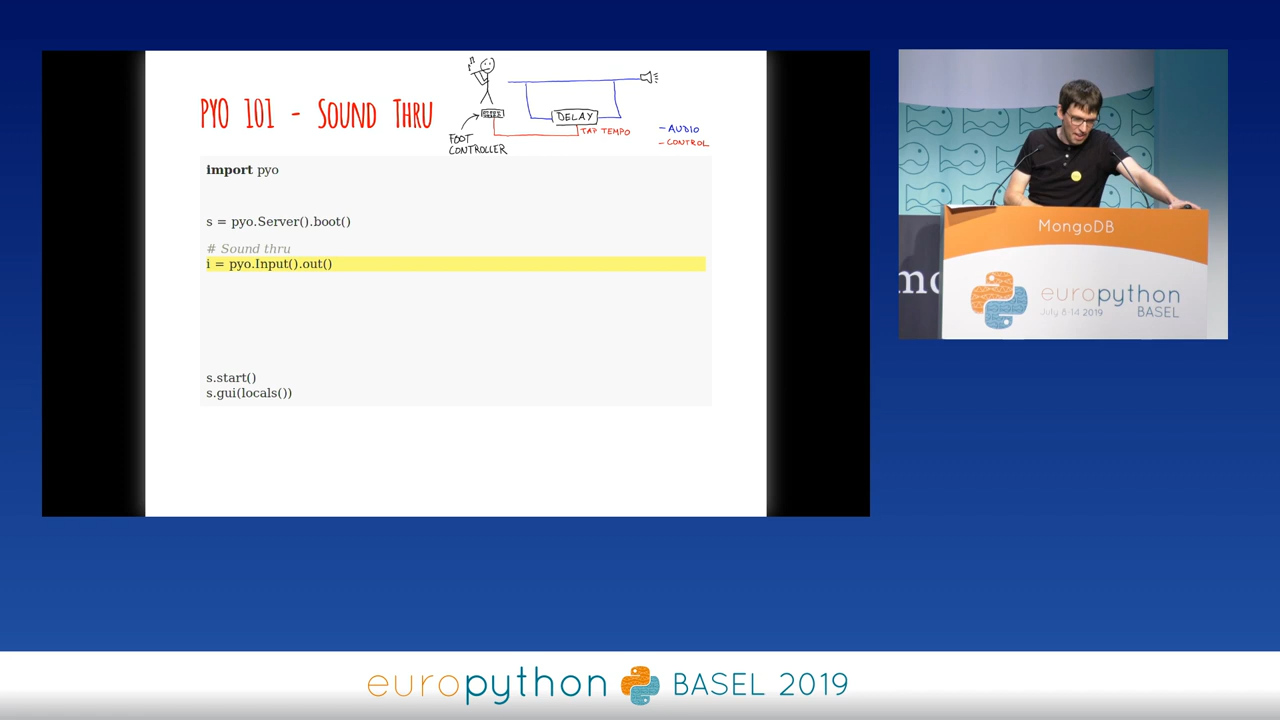 PYO 101 - SOUND THRU
FOOT
CONTROLLER
DELAY
TAP TEMPO
- AUDIO
- CONTROL
import pyo
s = pyo.Server().boot()
# Sound thru
i = pyo.Input().out()
s.start()
s.gui(locals())
MongoDB
mo
europython
July 8-14 2019
BASEL
europython
BASEL 2019